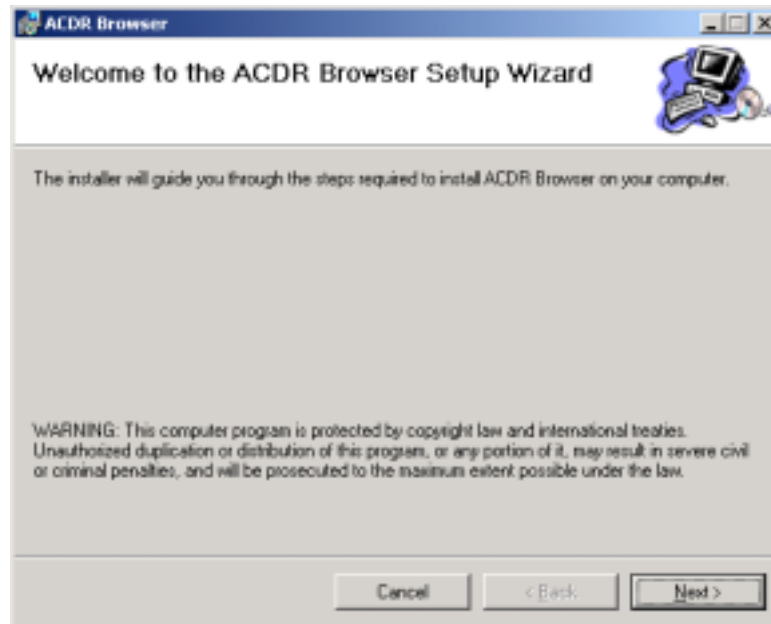 ACDR Browser
Welcome to the ACDR Browser Setup Wizard
The installer will guide you through the steps required to install ACDR Browser on your computer.
WARNING: This computer program is protected by copyright law and international treaties.
Unauthorized duplication or distribution of this program, or any portion of it, may result in severe civil
or criminal penalties, and will be prosecuted to the maximum extent possible under the law.
Cancel
< Back
Next >